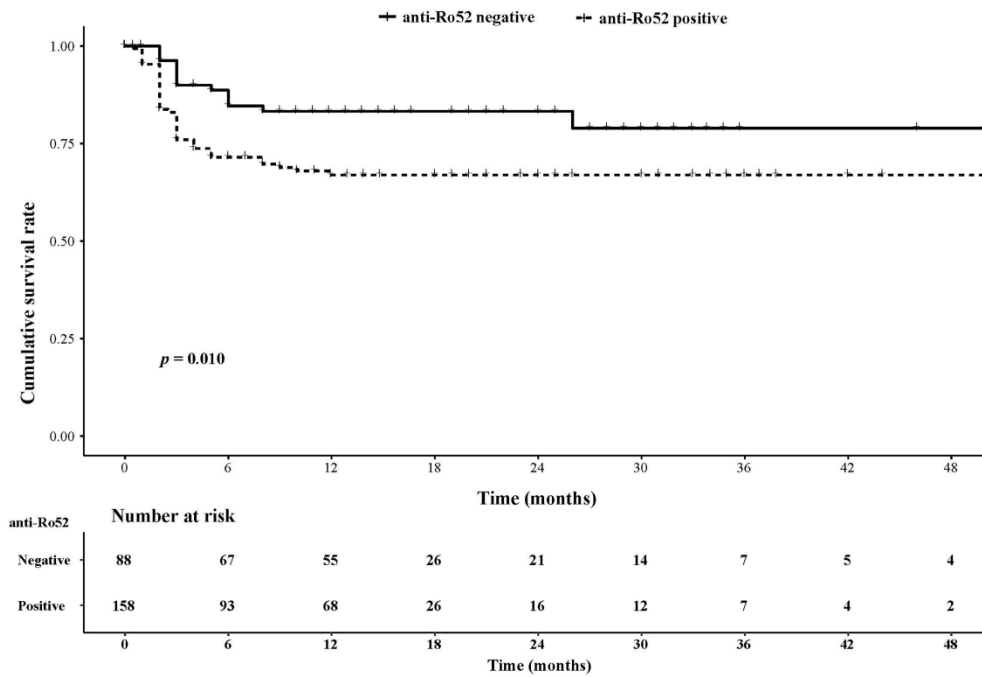 anti-Ro52 negative anti-Ro52 positive
1.00
0.75
0.50
0.25
0.00
Cumulative survival rate
p = 0.010
0 6 12 18 24 30 36 42 48
Time (months)
anti-Ro52 Number at risk
Negative 88 67 55 26 21 14 7 5 4
Positive 158 93 68 26 16 12 7 4 2
0 6 12 18 24 30 36 42 48
Time (months)